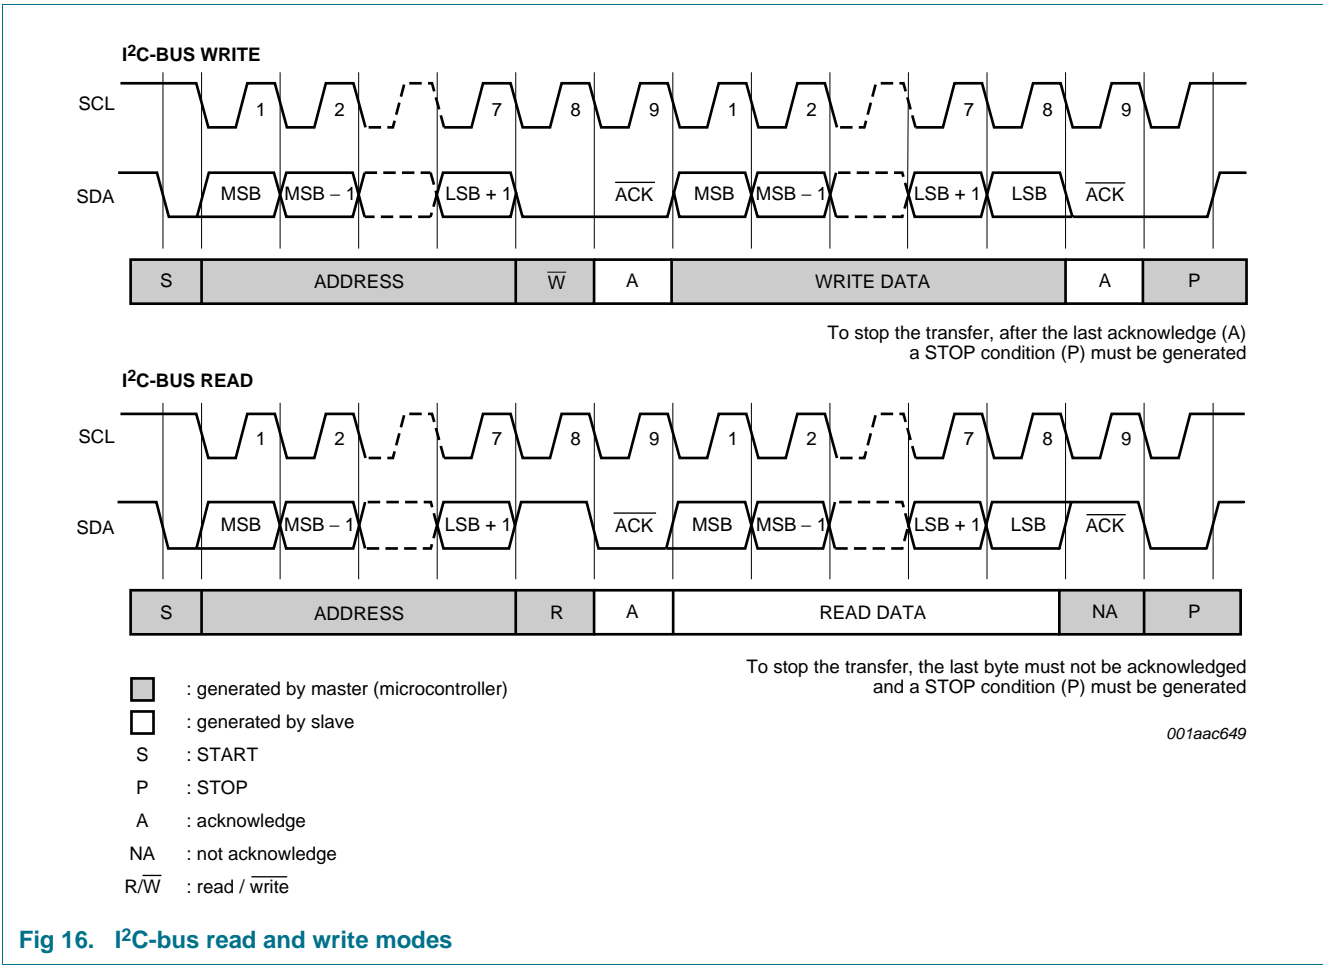 I²C-BUS WRITE
SCL 1 2 7 8 9 1 2 7 8 9
SDA MSB MSB – 1 LSB + 1 ACK MSB MSB – 1 LSB + 1 LSB ACK
S ADDRESS W A WRITE DATA A P
To stop the transfer, after the last acknowledge (A)
a STOP condition (P) must be generated
I²C-BUS READ
SCL 1 2 7 8 9 1 2 7 8 9
SDA MSB MSB – 1 LSB + 1 ACK MSB MSB – 1 LSB + 1 LSB ACK
S ADDRESS R A READ DATA NA P
To stop the transfer, the last byte must not be acknowledged
and a STOP condition (P) must be generated
: generated by master (microcontroller)
: generated by slave
001aac649
S : START
P : STOP
A : acknowledge
NA : not acknowledge
R/W : read / write
Fig 16. I²C-bus read and write modes